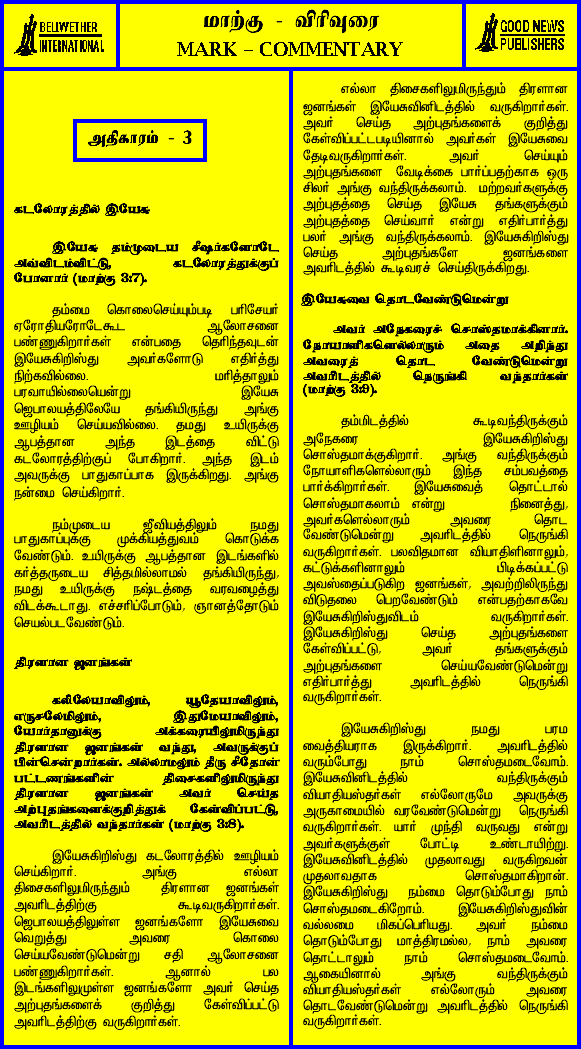 BELLWETHER
INTERNATIONAL
மாற்கு - விரிவுரை
MARK – COMMENTARY
GOOD NEWS
PUBLISHERS
அதிகாரம் - 3
கடலோரத்தில் இயேசு
இயேசு தம்முடைய சீஷர்களோடே
அவ்விடம்விட்டு, கடலோரத்துக்குப்
போனார் (மாற்கு 3:7).
தம்மை கொலைசெய்யும்படி பரிசேயர்
ஏரோதியரோடேகூட ஆலோசனை
பண்ணுகிறார்கள் என்பதை தெரிந்தவுடன்
இயேசுகிறிஸ்து அவர்களோடு எதிர்த்து
நிற்கவில்லை. மரித்தாலும்
பரவாயில்லையென்று இயேசு
ஜெபாலயத்திலேயே தங்கியிருந்து அங்கு
ஊழியம் செய்யவில்லை. தமது உயிருக்கு
ஆபத்தான அந்த இடத்தை விட்டு
கடலோரத்திற்குப் போகிறார். அந்த இடம்
அவருக்கு பாதுகாப்பாக இருக்கிறது. அங்கு
நன்மை செய்கிறார்.
நம்முடைய ஜீவியத்திலும் நமது
பாதுகாப்புக்கு முக்கியத்துவம் கொடுக்க
வேண்டும். உயிருக்கு ஆபத்தான இடங்களில்
கர்த்தருடைய சித்தமில்லாமல் தங்கியிருந்து,
நமது உயிருக்கு நஷ்டத்தை வரவழைத்து
விடக்கூடாது. எச்சரிப்போடும், ஞானத்தோடும்
செயல்படவேண்டும்.
திரளான ஜனங்கள்
கலிலேயாவிலும், யூதேயாவிலும்,
எருசலேமிலும், இதுமேயாவிலும்,
யோர்தானுக்கு அக்கரையிலுமிருந்து
திரளான ஜனங்கள் வந்து, அவருக்குப்
பின்சென்றார்கள். அல்லாமலும் தீரு சீதோன்
பட்டணங்களின் திசைகளிலுமிருந்து
திரளான ஜனங்கள் அவர் செய்த
அற்புதங்களைக்குறித்துக் கேள்விப்பட்டு,
அவரிடத்தில் வந்தார்கள் (மாற்கு 3:8).
இயேசுகிறிஸ்து கடலோரத்தில் ஊழியம்
செய்கிறார். அங்கு எல்லா
திசைகளிலுமிருந்தும் திரளான ஜனங்கள்
அவரிடத்திற்கு கூடிவருகிறார்கள்.
ஜெபாலயத்திலுள்ள ஜனங்களோ இயேசுவை
வெறுத்து அவரை கொலை
செய்யவேண்டுமென்று சதி ஆலோசனை
பண்ணுகிறார்கள். ஆனால் பல
இடங்களிலுமுள்ள ஜனங்களோ அவர் செய்த
அற்புதங்களைக் குறித்து கேள்விப்பட்டு
அவரிடத்திற்கு வருகிறார்கள்.
எல்லா திசைகளிலுமிருந்தும் திரளான
ஜனங்கள் இயேசுவினிடத்தில் வருகிறார்கள்.
அவர் செய்த அற்புதங்களைக் குறித்து
கேள்விப்பட்டபடியினால் அவர்கள் இயேசுவை
தேடிவருகிறார்கள். அவர் செய்யும்
அற்புதங்களை வேடிக்கை பார்ப்பதற்காக ஒரு
சிலர் அங்கு வந்திருக்கலாம். மற்றவர்களுக்கு
அற்புதத்தை செய்த இயேசு தங்களுக்கும்
அற்புதத்தை செய்வார் என்று எதிர்பார்த்து
பலர் அங்கு வந்திருக்கலாம். இயேசுகிறிஸ்து
செய்த அற்புதங்களே ஜனங்களை
அவரிடத்தில் கூடிவரச் செய்திருக்கிறது.
இயேசுவை தொடவேண்டுமென்று
அவர் அநேகரைச் சொஸ்தமாக்கினார்.
நோயாளிகளெல்லாரும் அதை அறிந்து
அவரைத் தொட வேண்டுமென்று
அவரிடத்தில் நெருங்கி வந்தார்கள்
(மாற்கு 3:9).
தம்மிடத்தில் கூடிவந்திருக்கும்
அநேகரை இயேசுகிறிஸ்து
சொஸ்தமாக்குகிறார். அங்கு வந்திருக்கும்
நோயாளிகளெல்லாரும் இந்த சம்பவத்தை
பார்க்கிறார்கள். இயேசுவைத் தொட்டால்
சொஸ்தமாகலாம் என்று நினைத்து,
அவர்களெல்லாரும் அவரை தொட
வேண்டுமென்று அவரிடத்தில் நெருங்கி
வருகிறார்கள். பலவிதமான வியாதிளினாலும்,
கட்டுக்களினாலும் பிடிக்கப்பட்டு
அவஸ்தைப்படுகிற ஜனங்கள், அவற்றிலிருந்து
விடுதலை பெறவேண்டும் என்பதற்காகவே
இயேசுகிறிஸ்துவிடம் வருகிறார்கள்.
இயேசுகிறிஸ்து செய்த அற்புதங்களை
கேள்விப்பட்டு, அவர் தங்களுக்கும்
அற்புதங்களை செய்யவேண்டுமென்று
எதிர்பார்த்து அவரிடத்தில் நெருங்கி
வருகிறார்கள்.
இயேசுகிறிஸ்து நமது பரம
வைத்தியராக இருக்கிறார். அவரிடத்தில்
வரும்போது நாம் சொஸ்தமடைவோம்.
இயேசுவினிடத்தில் வந்திருக்கும்
வியாதியஸ்தர்கள் எல்லோருமே அவருக்கு
அருகாமையில் வரவேண்டுமென்று நெருங்கி
வருகிறார்கள். யார் முந்தி வருவது என்று
அவர்களுக்குள் போட்டி உண்டாயிற்று.
இயேசுவினிடத்தில் முதலாவது வருகிறவன்
முதலாவதாக சொஸ்தமாகிறான்.
இயேசுகிறிஸ்து நம்மை தொடும்போது நாம்
சொஸ்தமடைகிறோம். இயேசுகிறிஸ்துவின்
வல்லமை மிகப்பெரியது. அவர் நம்மை
தொடும்போது மாத்திரமல்ல, நாம் அவரை
தொட்டாலும் நாம் சொஸ்தமடைவோம்.
ஆகையினால் அங்கு வந்திருக்கும்
வியாதியஸ்தர்கள் எல்லோரும் அவரை
தொடவேண்டுமென்று அவரிடத்தில் நெருங்கி
வருகிறார்கள்.